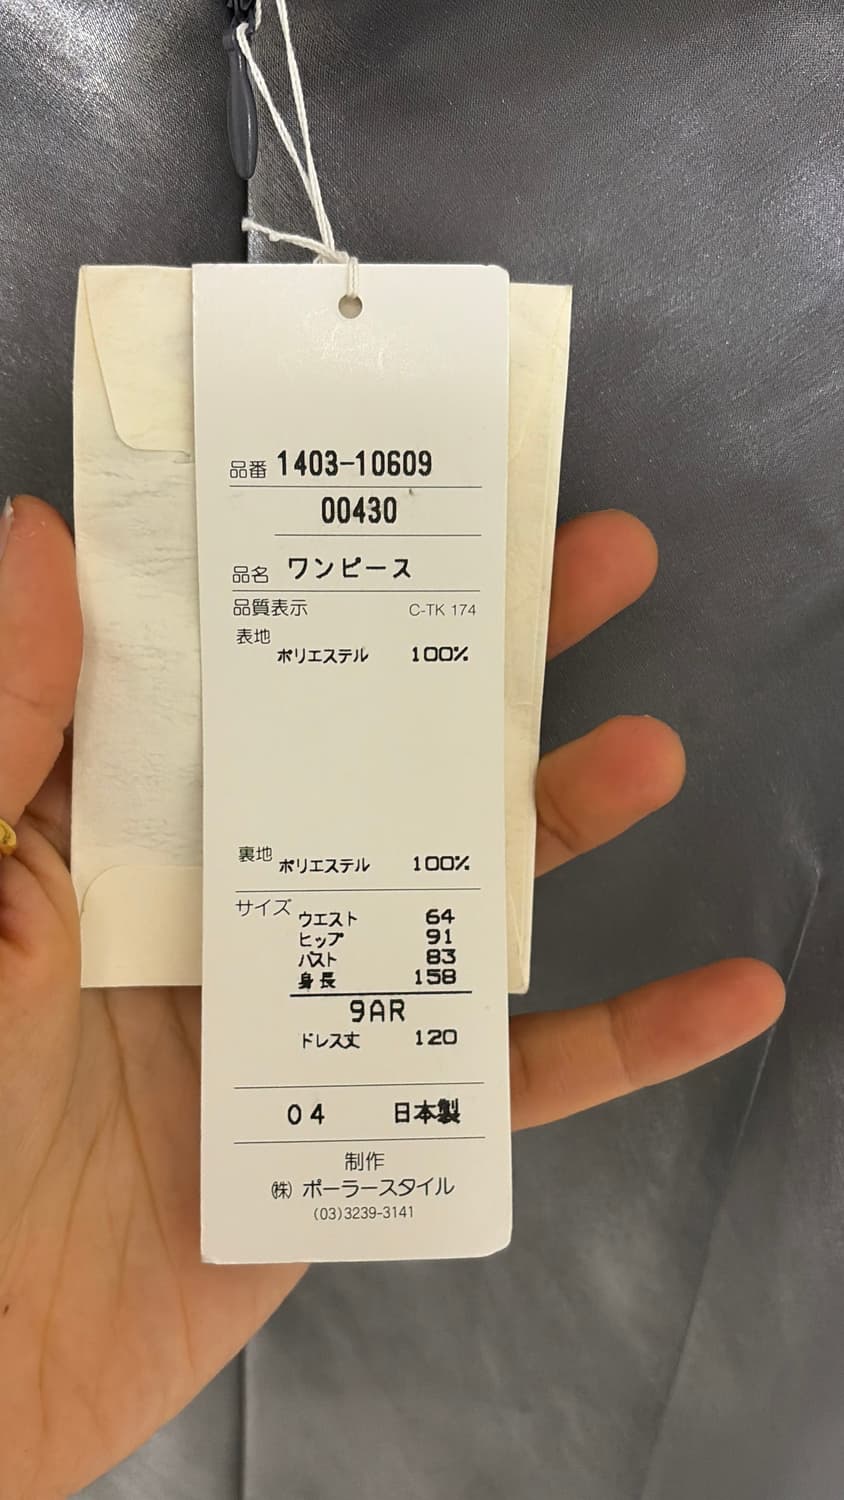 品番 1403-10609
00430
品名 ワンピース
品質表示 C-TK 174
表地
ポリエステル 100%
裏地 ポリエステル 100%
サイズ ウエスト 64
ヒップ 91
バスト 83
身長 158
9AR
ドレス丈 120
04 日本製
制作
㈱ ポーラースタイル
(03)3239-3141